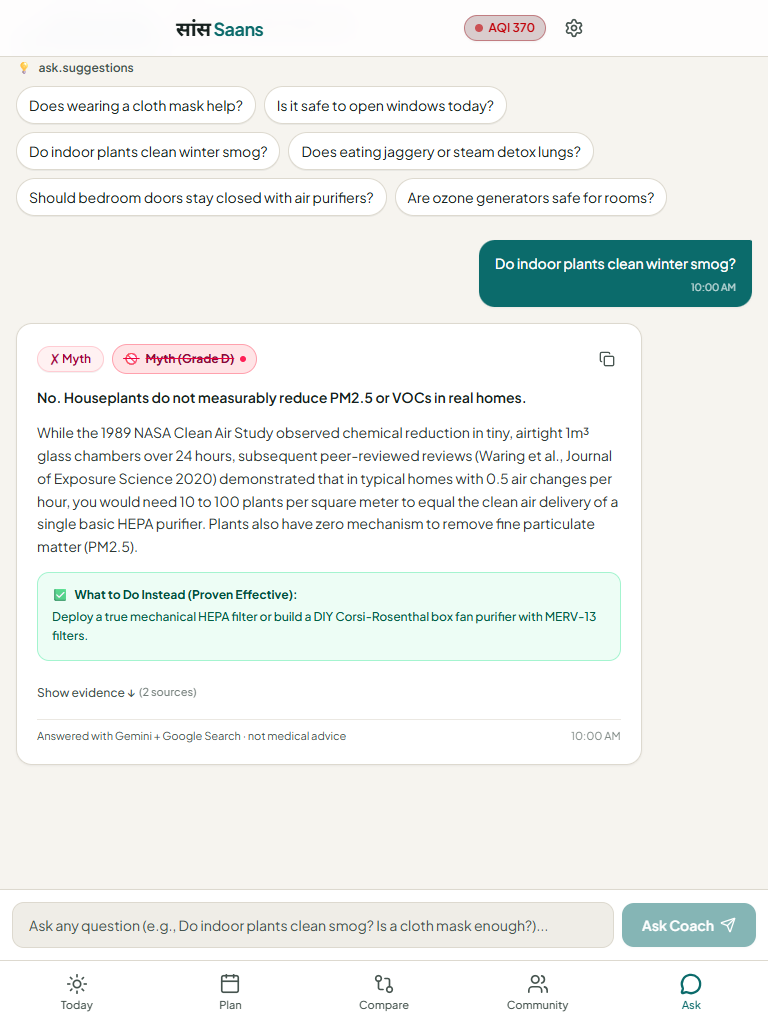 सांस Saans
AQI 370
ask.suggestions
Does wearing a cloth mask help?
Is it safe to open windows today?
Do indoor plants clean winter smog?
Does eating jaggery or steam detox lungs?
Should bedroom doors stay closed with air purifiers?
Are ozone generators safe for rooms?
Do indoor plants clean winter smog?
10:00 AM
✗ Myth
Myth (Grade D)
No. Houseplants do not measurably reduce PM2.5 or VOCs in real homes.
While the 1989 NASA Clean Air Study observed chemical reduction in tiny, airtight 1m³
glass chambers over 24 hours, subsequent peer-reviewed reviews (Waring et al., Journal
of Exposure Science 2020) demonstrated that in typical homes with 0.5 air changes per
hour, you would need 10 to 100 plants per square meter to equal the clean air delivery of a
single basic HEPA purifier. Plants also have zero mechanism to remove fine particulate
matter (PM2.5).
✅ What to Do Instead (Proven Effective):
Deploy a true mechanical HEPA filter or build a DIY Corsi-Rosenthal box fan purifier with MERV-13
filters.
Show evidence ↓ (2 sources)
Answered with Gemini + Google Search · not medical advice
10:00 AM
Ask any question (e.g., Do indoor plants clean smog? Is a cloth mask enough?)...
Ask Coach
Today
Plan
Compare
Community
Ask